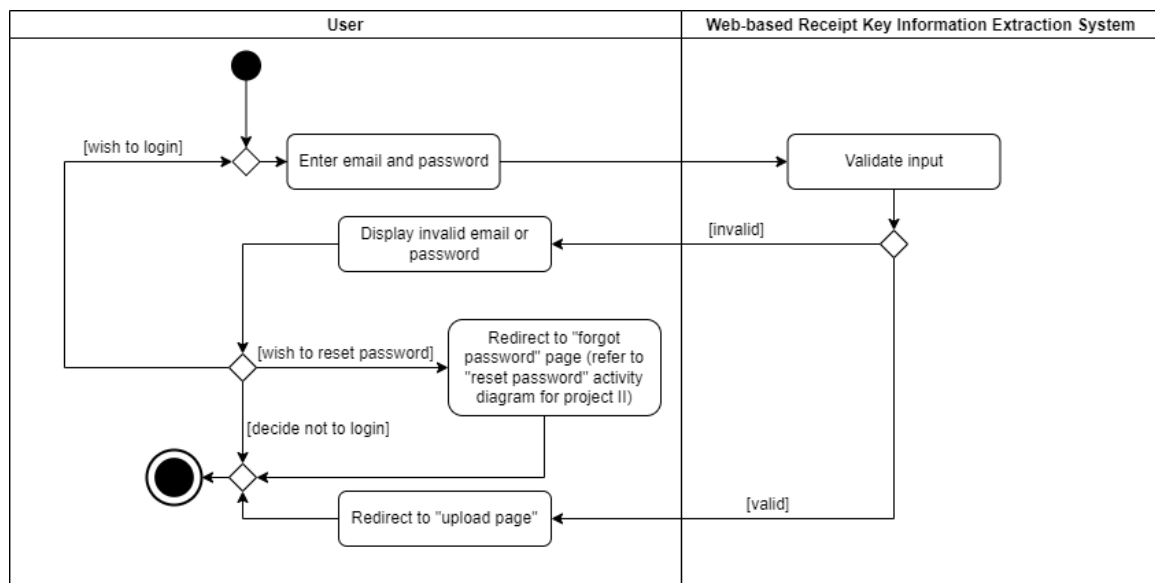 User
Web-based Receipt Key Information Extraction System
[wish to login]
Enter email and password
Validate input
Display invalid email or
password
[invalid]
[wish to reset password]
Redirect to "forgot
password" page (refer to
"reset password" activity
diagram for project II)
[decide not to login]
Redirect to "upload page"
[valid]